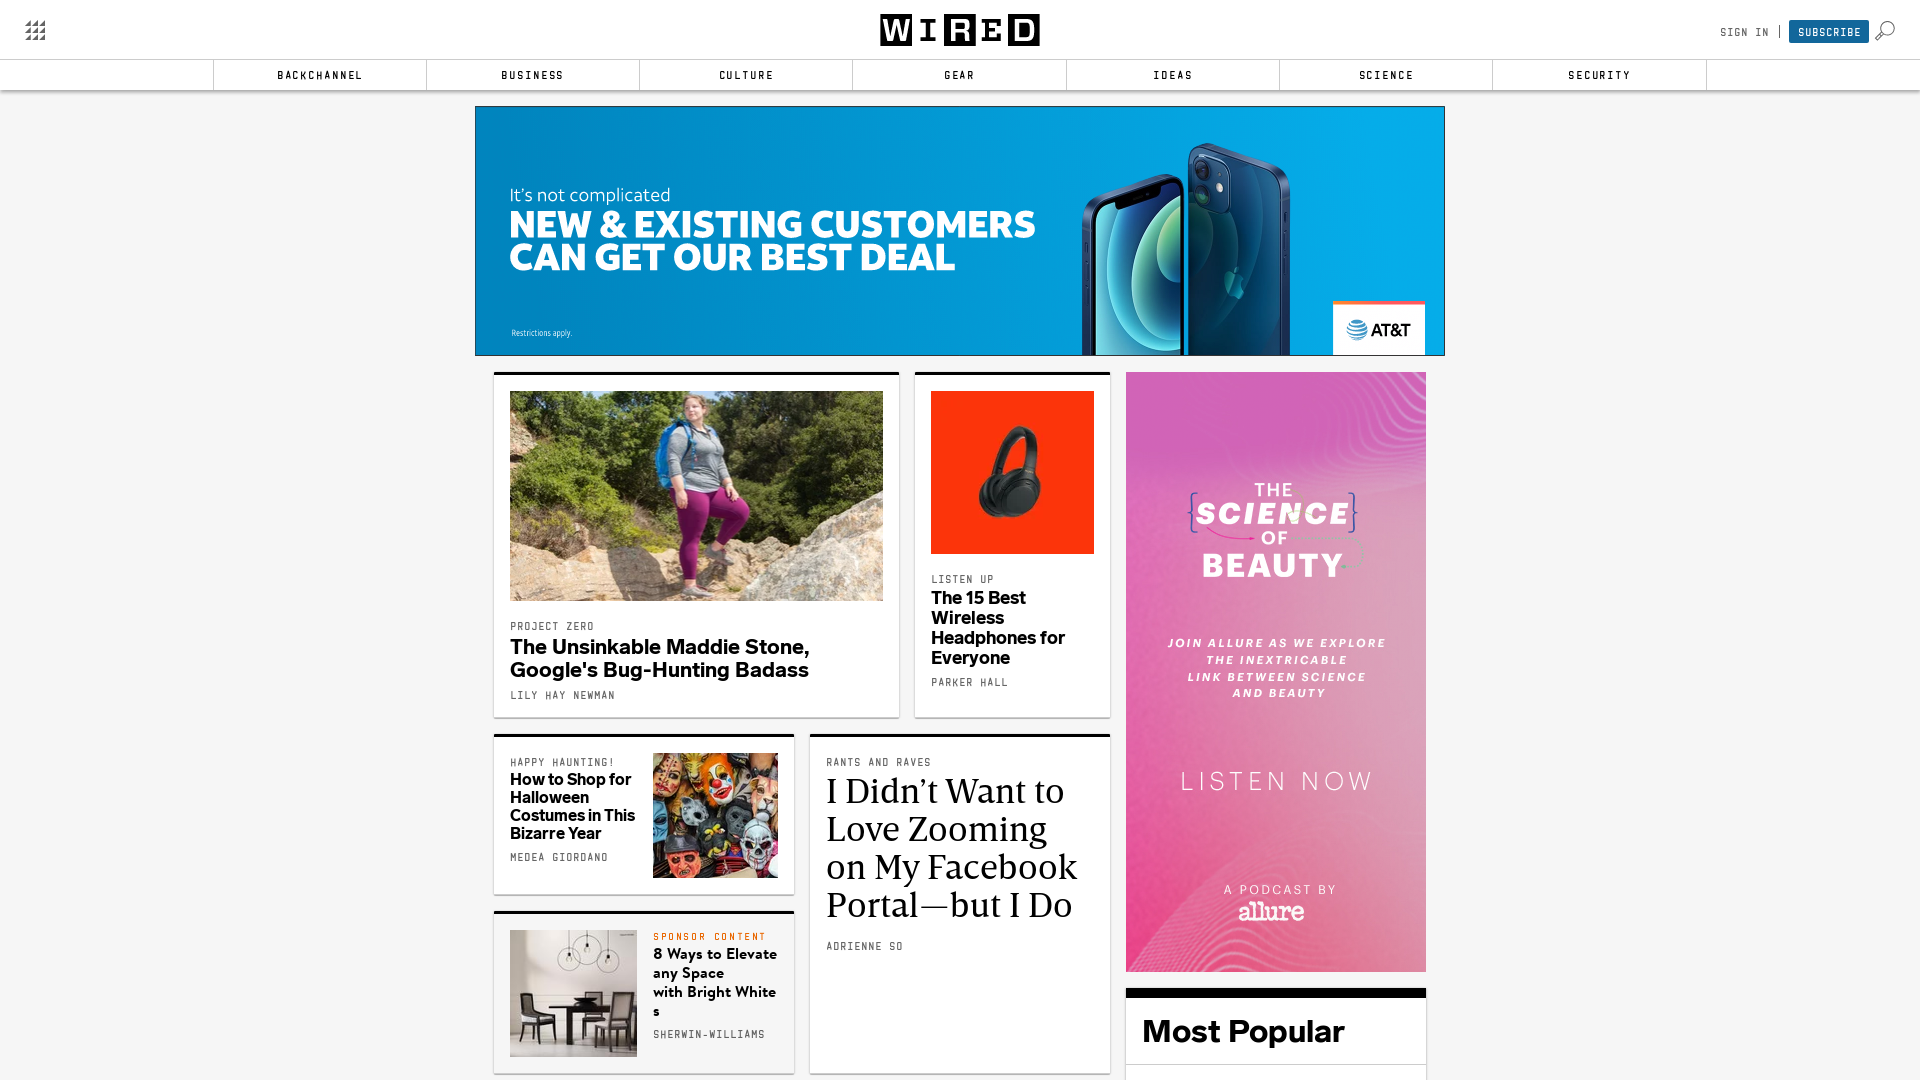 WIRED
SIGN IN
SUBSCRIBE
BACKCHANNEL
BUSINESS
CULTURE
GEAR
IDEAS
SCIENCE
SECURITY
It's not complicated
NEW & EXISTING CUSTOMERS
CAN GET OUR BEST DEAL
Restrictions apply.
AT&T
PROJECT ZERO
The Unsinkable Maddie Stone,
Google's Bug-Hunting Badass
LILY HAY NEWMAN
LISTEN UP
The 15 Best
Wireless
Headphones for
Everyone
PARKER HALL
THE
{SCIENCE}
OF
BEAUTY
JOIN ALLURE AS WE EXPLORE
THE INEXTRICABLE
LINK BETWEEN SCIENCE
AND BEAUTY
LISTEN NOW
A PODCAST BY
allure
HAPPY HAUNTING!
How to Shop for
Halloween
Costumes in This
Bizarre Year
MEDEA GIORDANO
RANTS AND RAVES
I Didn’t Want to
Love Zooming
on My Facebook
Portal—but I Do
ADRIENNE SO
SPONSOR CONTENT
8 Ways to Elevate
any Space
with Bright White
s
SHERWIN-WILLIAMS
Most Popular